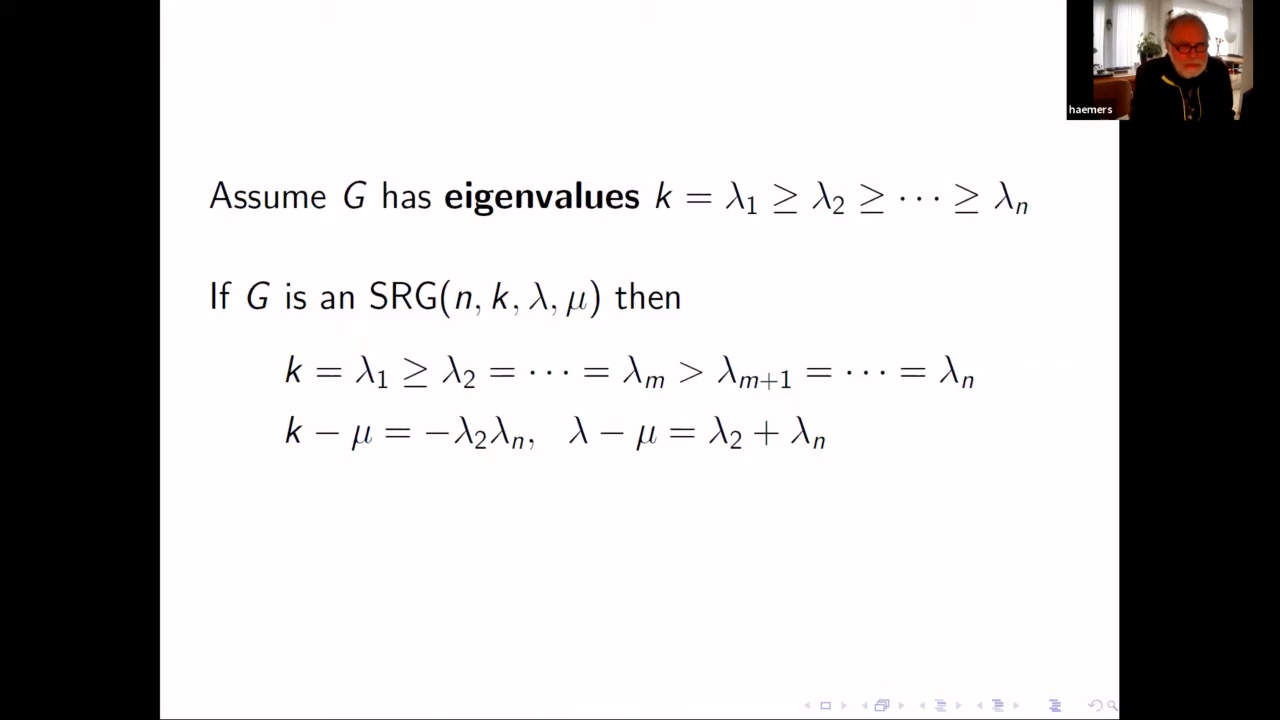 haemers
Assume G has eigenvalues k = λ₁ ≥ λ₂ ≥ ⋯ ≥ λₙ
If G is an SRG(n, k, λ, μ) then
k = λ₁ ≥ λ₂ = ⋯ = λₘ > λₘ₊₁ = ⋯ = λₙ
k − μ = −λ₂λₙ, λ − μ = λ₂ + λₙ